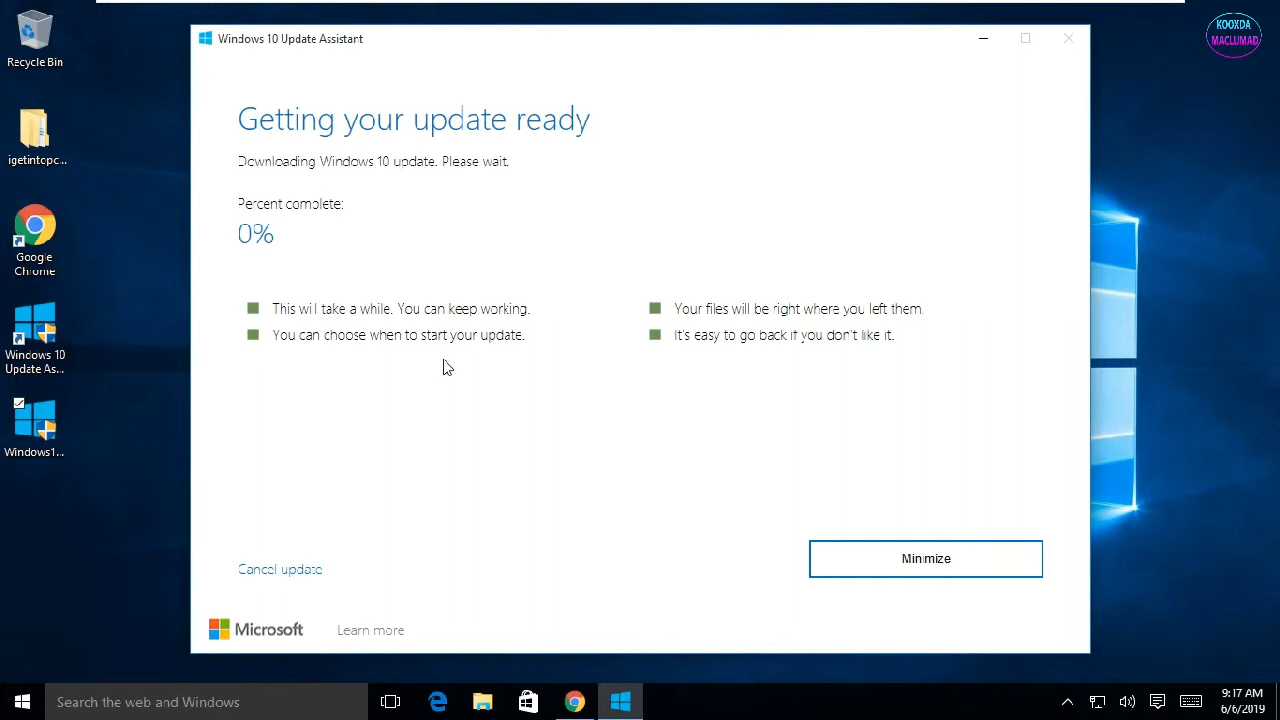 Recycle Bin
igetintopc...
Google
Chrome
Windows 10
Update As...
Windows1...
Windows 10 Update Assistant
Getting your update ready
Downloading Windows 10 update. Please wait.
Percent complete:
0%
This will take a while. You can keep working.
You can choose when to start your update.
Your files will be right where you left them.
It's easy to go back if you don't like it.
Cancel update
Minimize
Microsoft
Learn more
KOOXDA
MACLUMAD
Search the web and Windows
9:17 AM
6/6/2019